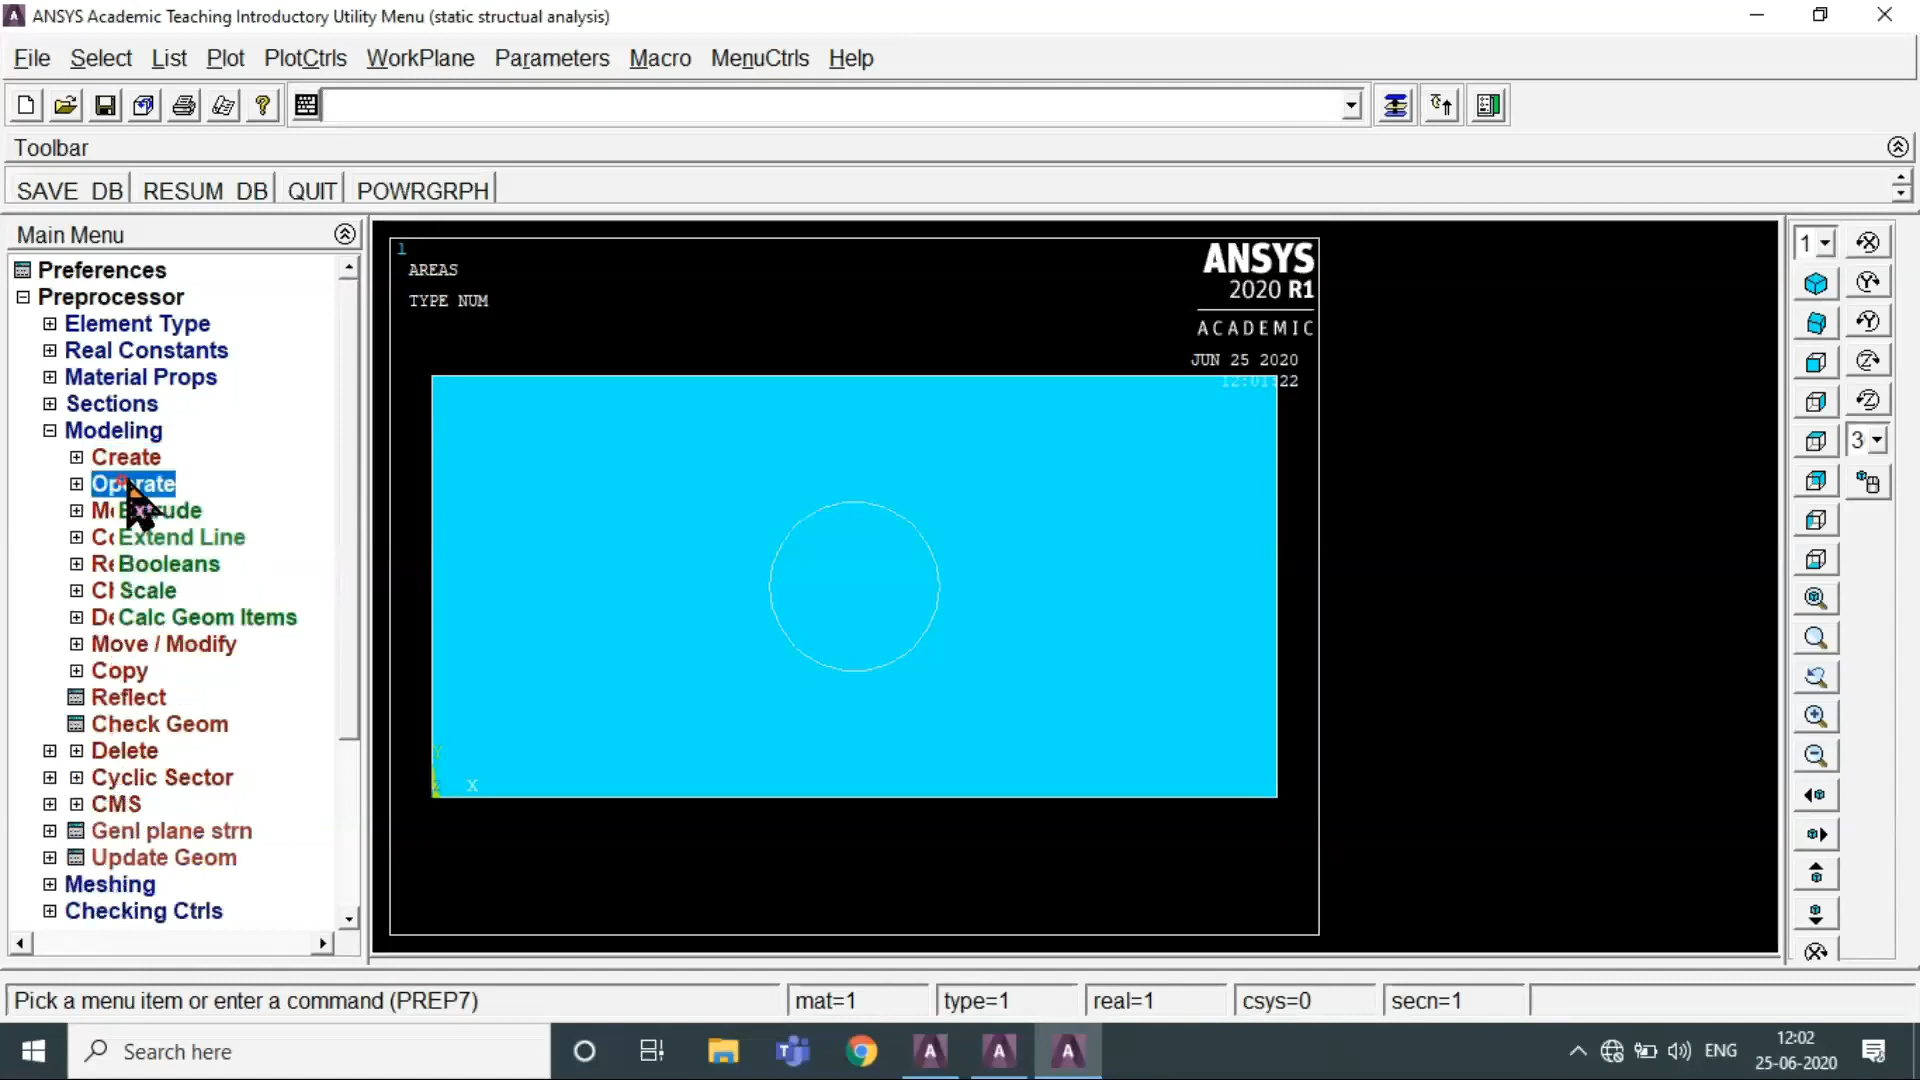 ANSYS Academic Teaching Introductory Utility Menu (static structual analysis)
File Select List Plot PlotCtrls WorkPlane Parameters Macro MenuCtrls Help
Toolbar
SAVE_DB RESUM_DB QUIT POWRGRPH
Main Menu
Preferences
Preprocessor
Element Type
Real Constants
Material Props
Sections
Modeling
Create
Operate
Extrude
Extend Line
Booleans
Scale
Calc Geom Items
Move / Modify
Copy
Reflect
Check Geom
Delete
Cyclic Sector
CMS
Genl plane strn
Update Geom
Meshing
Checking Ctrls
1
AREAS
TYPE NUM
ANSYS
2020 R1
ACADEMIC
JUN 25 2020
12:01:22
Y
Z X
1
3
Pick a menu item or enter a command (PREP7)
mat=1
type=1
real=1
csys=0
secn=1
Search here
ENG
12:02
25-06-2020